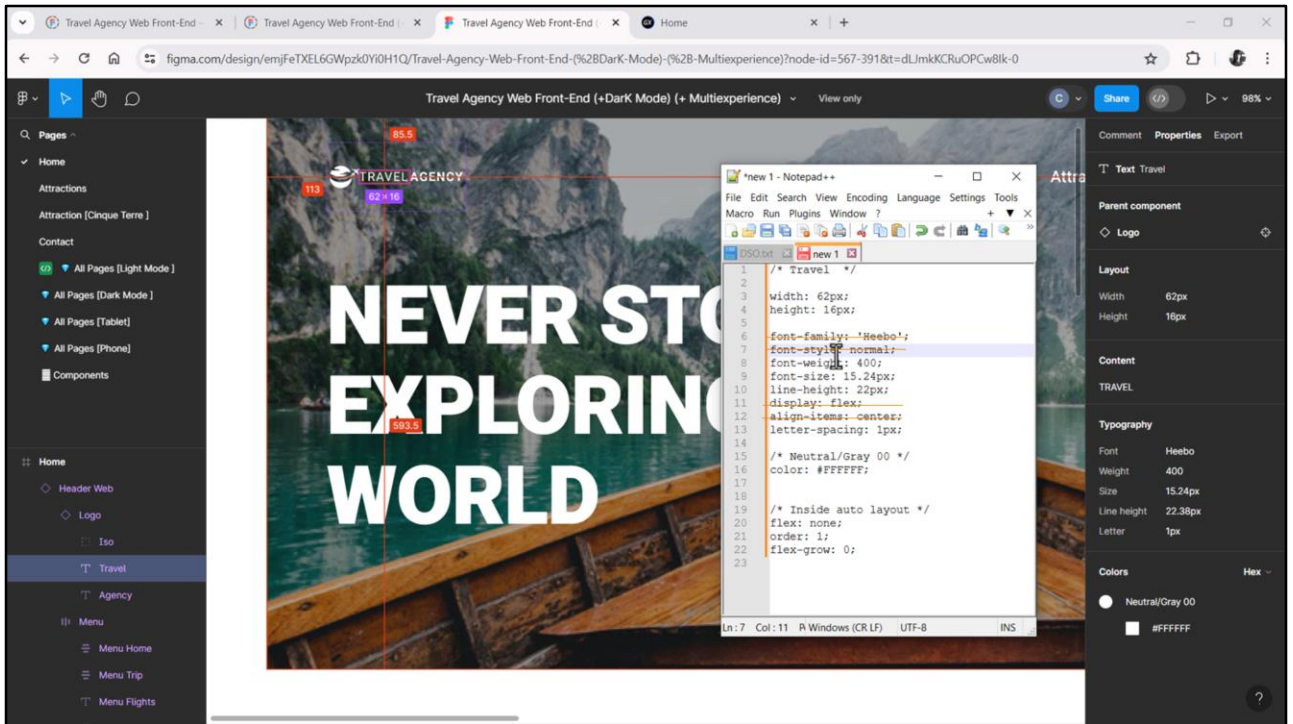 Travel Agency Web Front-End –
Travel Agency Web Front-End (
Travel Agency Web Front-End (
Home
figma.com/design/emjFeTXEL6GWpzk0Yi0H1Q/Travel-Agency-Web-Front-End-(%2BDarK-Mode)-(%2B-Multiexperience)?node-id=567-391&t=dLJmkKCRuOPCw8lk-0
Travel Agency Web Front-End (+DarK Mode) (+ Multiexperience)
View only
C
Share
98%
Pages
Home
Attractions
Attraction [Cinque Terre ]
Contact
All Pages [Light Mode ]
All Pages [Dark Mode ]
All Pages [Tablet]
All Pages [Phone]
Components
Home
Header Web
Logo
Iso
Travel
Agency
Menu
Menu Home
Menu Trip
Menu Flights
85.5
113
TRAVELAGENCY
62 × 16
Attra
NEVER STO
EXPLORING
593.5
WORLD
*new 1 - Notepad++
File Edit Search View Encoding Language Settings Tools
Macro Run Plugins Window ?
DSO.txt
new 1
1 /* Travel */
2
3 width: 62px;
4 height: 16px;
5
6 font-family: 'Heebo';
7 font-style: normal;
8 font-weight: 400;
9 font-size: 15.24px;
10 line-height: 22px;
11 display: flex;
12 align-items: center;
13 letter-spacing: 1px;
14
15 /* Neutral/Gray 00 */
16 color: #FFFFFF;
17
18
19 /* Inside auto layout */
20 flex: none;
21 order: 1;
22 flex-grow: 0;
23
Ln : 7 Col : 11 Windows (CR LF) UTF-8 INS
Comment Properties Export
Text Travel
Parent component
Logo
Layout
Width 62px
Height 16px
Content
TRAVEL
Typography
Font Heebo
Weight 400
Size 15.24px
Line height 22.38px
Letter 1px
Colors Hex
Neutral/Gray 00
#FFFFFF
?